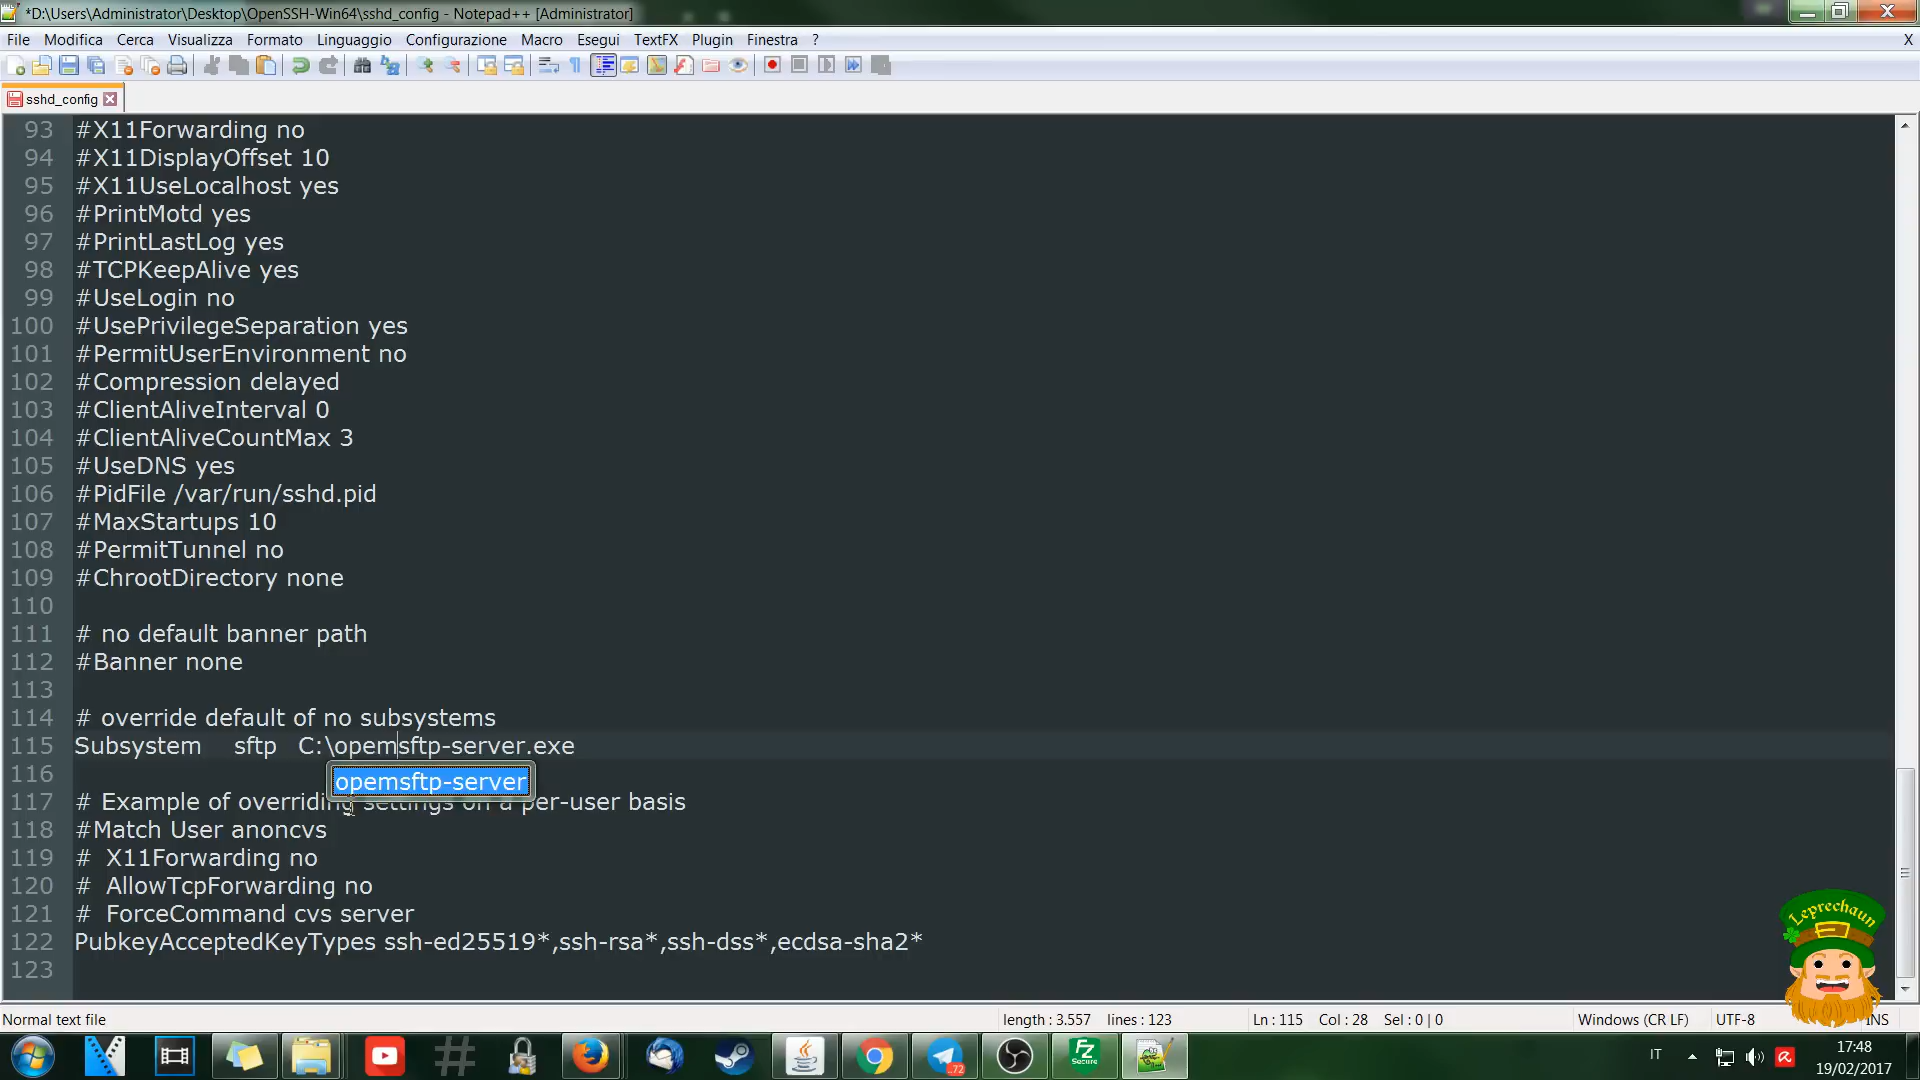 *D:\Users\Administrator\Desktop\OpenSSH-Win64\sshd_config - Notepad++ [Administrator]
File Modifica Cerca Visualizza Formato Linguaggio Configurazione Macro Esegui TextFX Plugin Finestra ? X
sshd_config
93 #X11Forwarding no
94 #X11DisplayOffset 10
95 #X11UseLocalhost yes
96 #PrintMotd yes
97 #PrintLastLog yes
98 #TCPKeepAlive yes
99 #UseLogin no
100 #UsePrivilegeSeparation yes
101 #PermitUserEnvironment no
102 #Compression delayed
103 #ClientAliveInterval 0
104 #ClientAliveCountMax 3
105 #UseDNS yes
106 #PidFile /var/run/sshd.pid
107 #MaxStartups 10
108 #PermitTunnel no
109 #ChrootDirectory none
110
111 # no default banner path
112 #Banner none
113
114 # override default of no subsystems
115 Subsystem sftp C:\opemsftp-server.exe
116 opemsftp-server
117 # Example of overriding settings on a per-user basis
118 #Match User anoncvs
119 # X11Forwarding no
120 # AllowTcpForwarding no
121 # ForceCommand cvs server
122 PubkeyAcceptedKeyTypes ssh-ed25519*,ssh-rsa*,ssh-dss*,ecdsa-sha2*
123
Leprechaun
Normal text file length : 3.557 lines : 123 Ln : 115 Col : 28 Sel : 0 | 0 Windows (CR LF) UTF-8 INS
72
FZ
Secure
IT
17:48
19/02/2017